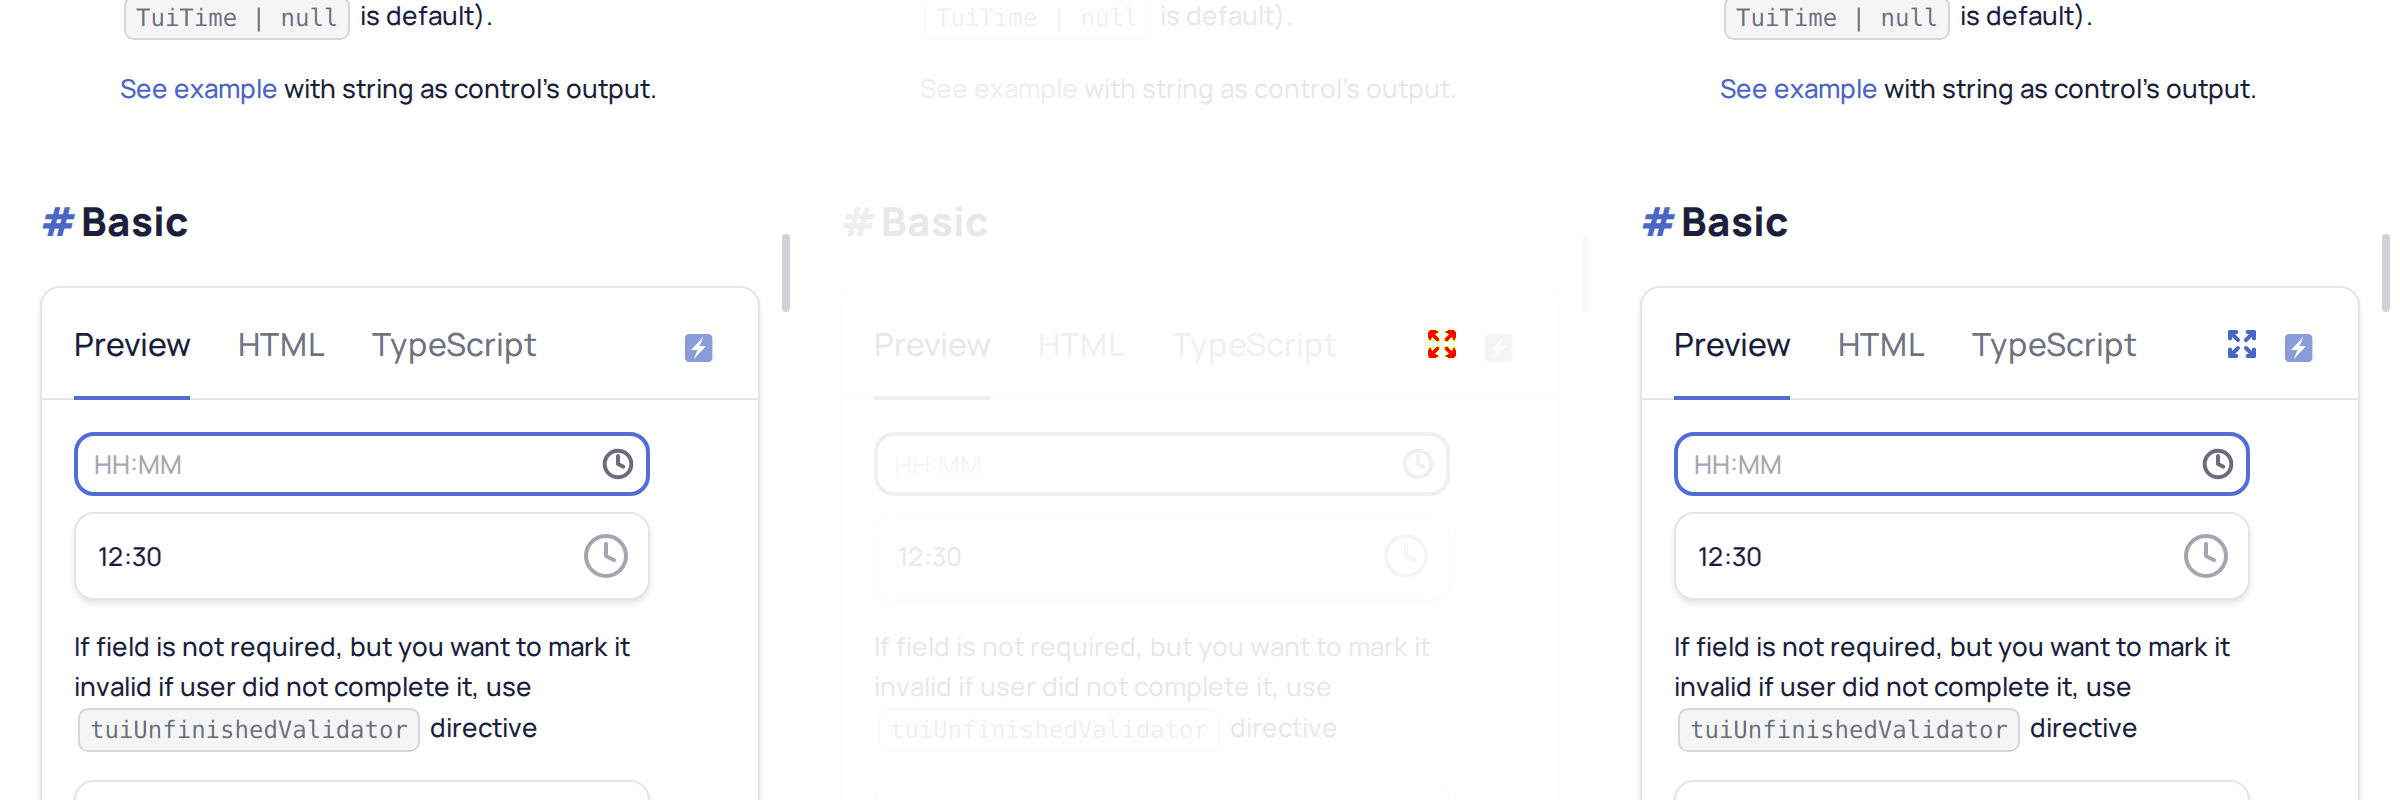 TuiTime | null is default).
See example with string as control's output.
# Basic
Preview HTML TypeScript
HH:MM
12:30
If field is not required, but you want to mark it
invalid if user did not complete it, use
tuiUnfinishedValidator directive
TuiTime | null is default).
See example with string as control's output.
# Basic
Preview HTML TypeScript
HH:MM
12:30
If field is not required, but you want to mark it
invalid if user did not complete it, use
tuiUnfinishedValidator directive
TuiTime | null is default).
See example with string as control's output.
# Basic
Preview HTML TypeScript
HH:MM
12:30
If field is not required, but you want to mark it
invalid if user did not complete it, use
tuiUnfinishedValidator directive